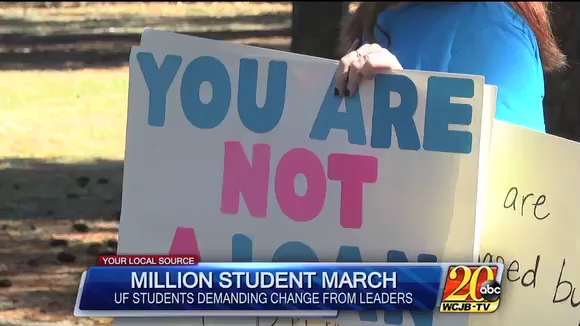 YOU ARE
NOT
A LOAN
are
YOUR LOCAL SOURCE
MILLION STUDENT MARCH
UF STUDENTS DEMANDING CHANGE FROM LEADERS
20 abc
WCJB-TV